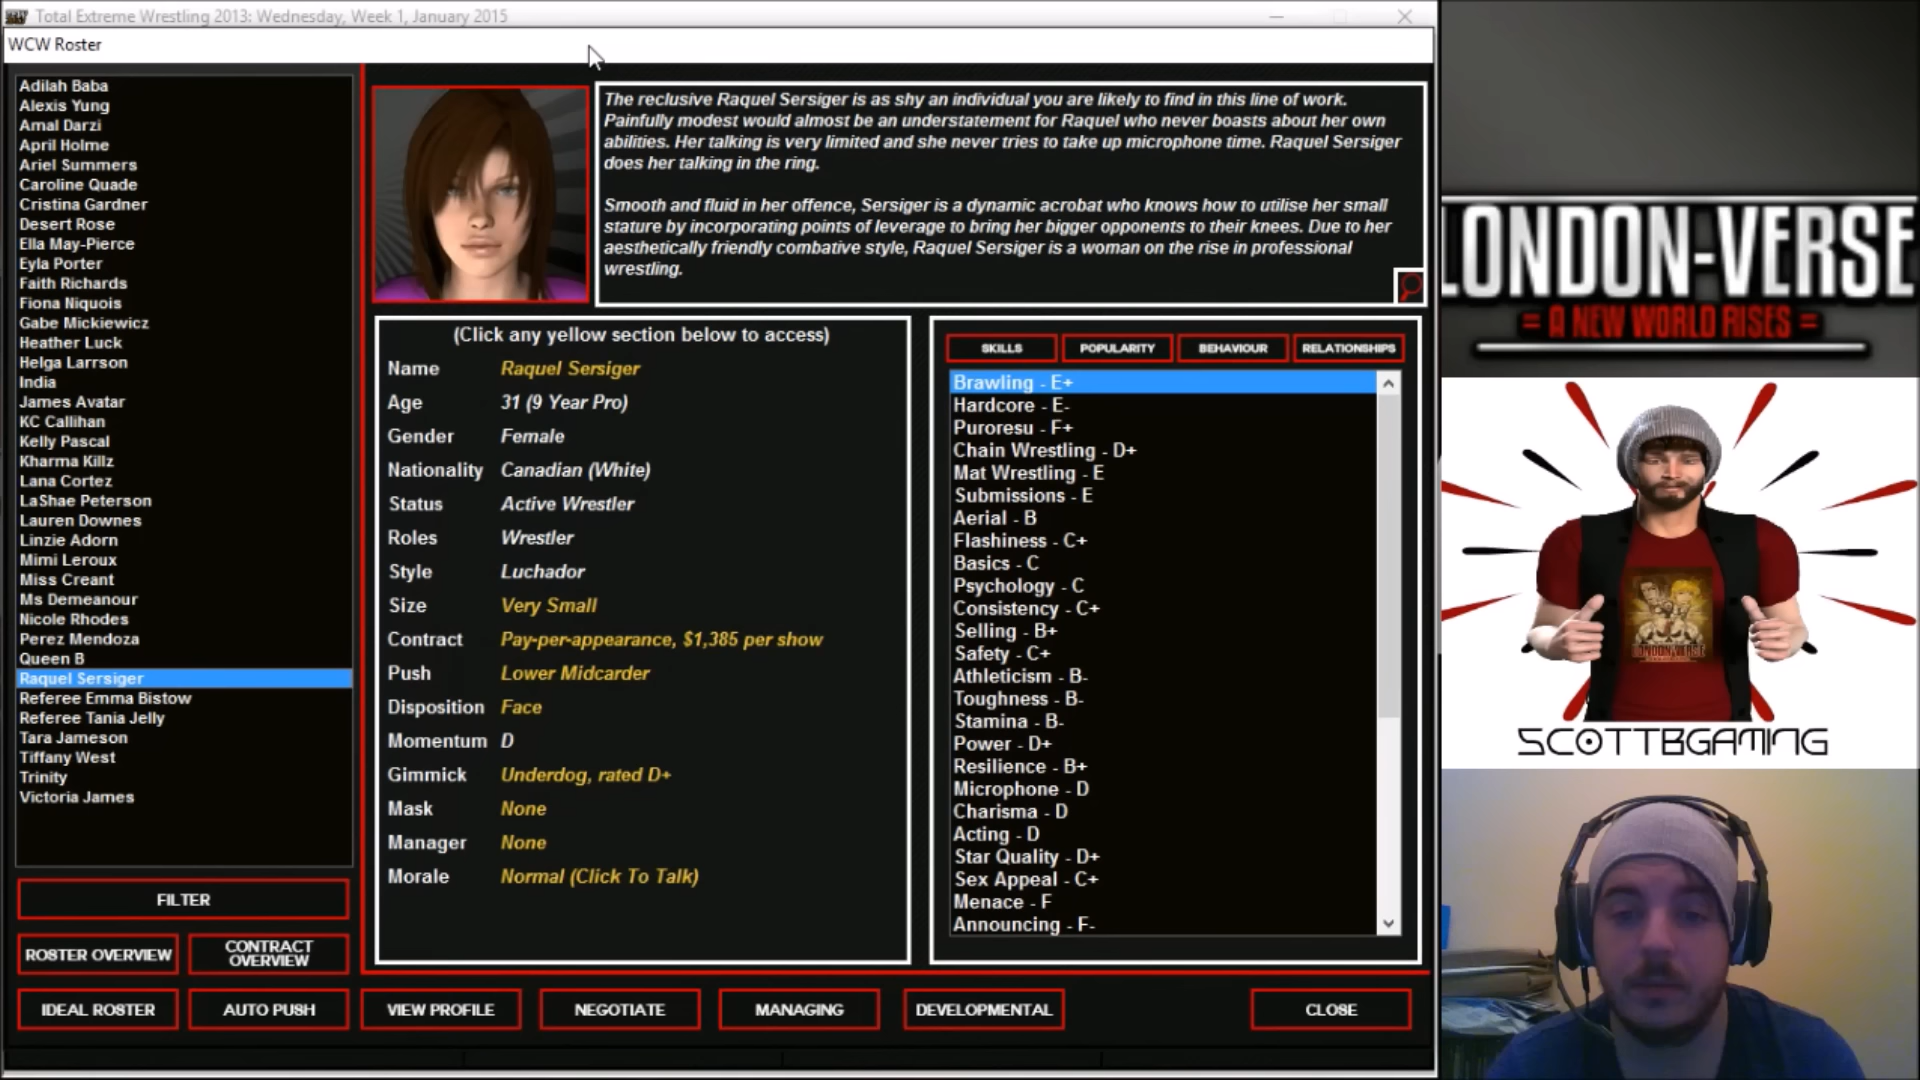 Total Extreme Wrestling 2013: Wednesday, Week 1, January 2015
WCW Roster
Adilah Baba
Alexis Yung
Amal Darzi
April Holme
Ariel Summers
Caroline Quade
Cristina Gardner
Desert Rose
Ella May-Pierce
Eyla Porter
Faith Richards
Fiona Niquois
Gabe Mickiewicz
Heather Luck
Helga Larrson
India
James Avatar
KC Callihan
Kelly Pascal
Kharma Killz
Lana Cortez
LaShae Peterson
Lauren Downes
Linzie Adorn
Mimi Leroux
Miss Creant
Ms Demeanour
Nicole Rhodes
Perez Mendoza
Queen B
Raquel Sersiger
Referee Emma Bistow
Referee Tania Jelly
Tara Jameson
Tiffany West
Trinity
Victoria James
FILTER
ROSTER OVERVIEW
CONTRACT
OVERVIEW
The reclusive Raquel Sersiger is as shy an individual you are likely to find in this line of work.
Painfully modest would almost be an understatement for Raquel who never boasts about her own
abilities. Her talking is very limited and she never tries to take up microphone time. Raquel Sersiger
does her talking in the ring.
Smooth and fluid in her offence, Sersiger is a dynamic acrobat who knows how to utilise her small
stature by incorporating points of leverage to bring her bigger opponents to their knees. Due to her
aesthetically friendly combative style, Raquel Sersiger is a woman on the rise in professional
wrestling.
(Click any yellow section below to access)
Name Raquel Sersiger
Age 31 (9 Year Pro)
Gender Female
Nationality Canadian (White)
Status Active Wrestler
Roles Wrestler
Style Luchador
Size Very Small
Contract Pay-per-appearance, $1,385 per show
Push Lower Midcarder
Disposition Face
Momentum D
Gimmick Underdog, rated D+
Mask None
Manager None
Morale Normal (Click To Talk)
SKILLS POPULARITY BEHAVIOUR RELATIONSHIPS
Brawling - E+
Hardcore - E-
Puroresu - F+
Chain Wrestling - D+
Mat Wrestling - E
Submissions - E
Aerial - B
Flashiness - C+
Basics - C
Psychology - C
Consistency - C+
Selling - B+
Safety - C+
Athleticism - B-
Toughness - B-
Stamina - B-
Power - D+
Resilience - B+
Microphone - D
Charisma - D
Acting - D
Star Quality - D+
Sex Appeal - C+
Menace - F
Announcing - F-
IDEAL ROSTER AUTO PUSH VIEW PROFILE NEGOTIATE MANAGING DEVELOPMENTAL CLOSE
LONDON-VERSE
= A NEW WORLD RISES =
LONDON-VERSE
SCOTTBGAMING